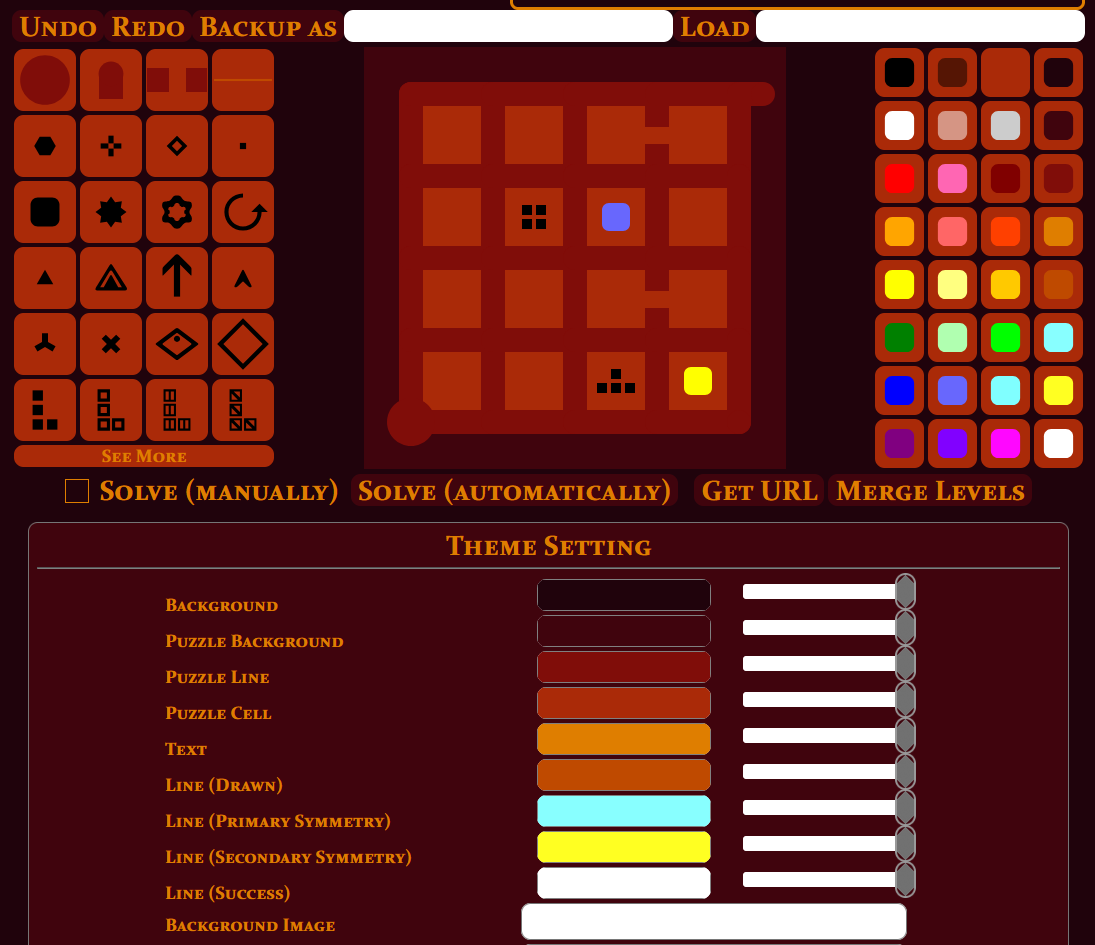 Undo Redo Backup as Load
See More
Solve (manually) Solve (automatically) Get URL Merge Levels
Theme Setting
Background
Puzzle Background
Puzzle Line
Puzzle Cell
Text
Line (Drawn)
Line (Primary Symmetry)
Line (Secondary Symmetry)
Line (Success)
Background Image